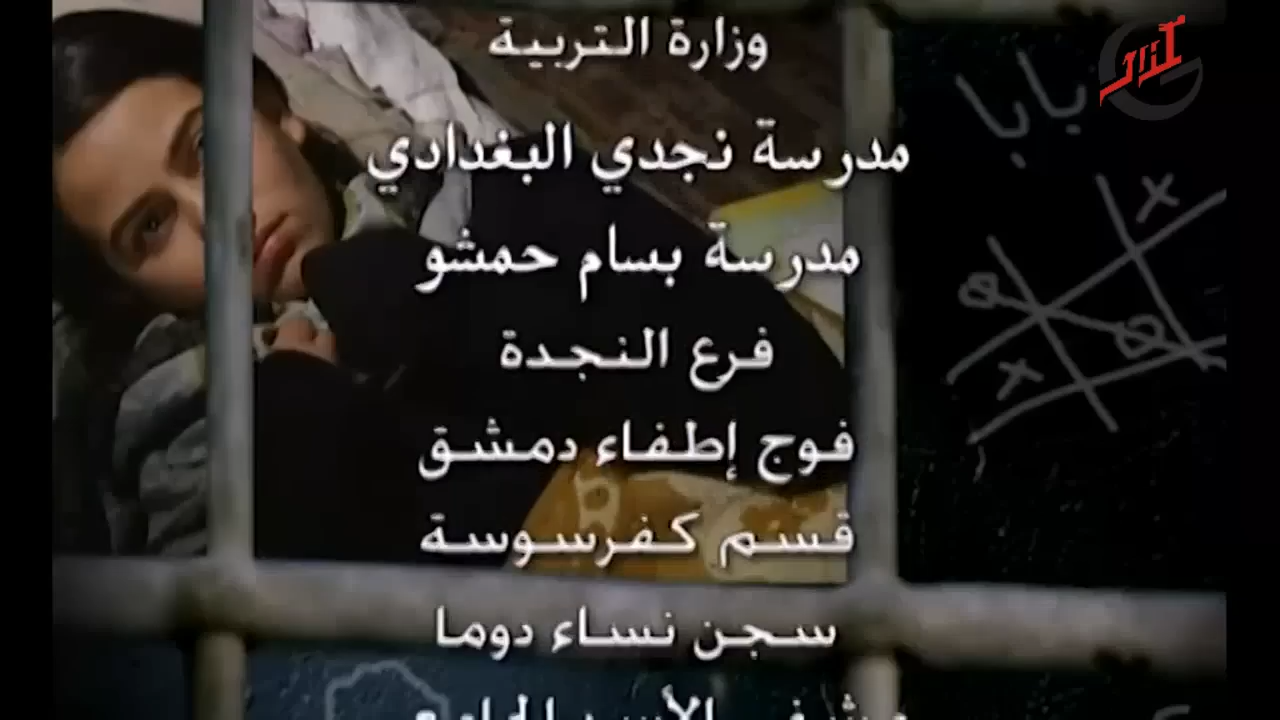 وزارة التربية
مدرسة نجدي البغدادي
مدرسة بسام حمشو
فرع النجدة
فوج إطفاء دمشق
قسم كفرسوسة
سجن نساء دوما
بابا